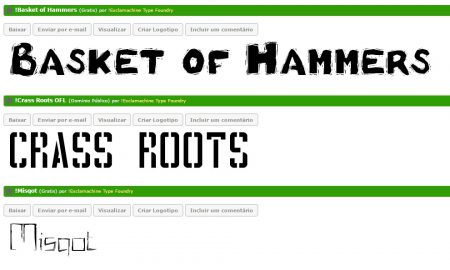 !Basket of Hammers (Gratis) por !Exclamachine Type Foundry
Baixar Enviar por e-mail Visualizar Criar Logotipo Incluir um comentário
Basket of Hammers
!Crass Roots OFL (Domínio Público) por !Exclamachine Type Foundry
Baixar Enviar por e-mail Visualizar Criar Logotipo Incluir um comentário
CRASS ROOTS
!Misqot (Gratis) por !Exclamachine Type Foundry
Baixar Enviar por e-mail Visualizar Criar Logotipo Incluir um comentário
Misqot